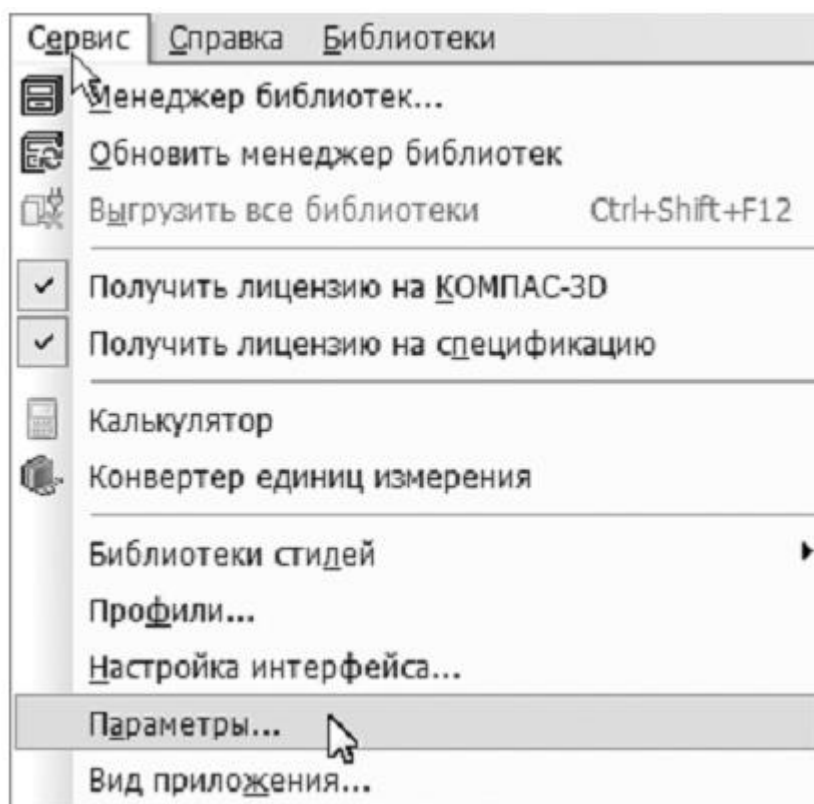 Сервис Справка Библиотеки
Менеджер библиотек...
Обновить менеджер библиотек
Выгрузить все библиотеки Ctrl+Shift+F12
Получить лицензию на КОМПАС-3D
Получить лицензию на спецификацию
Калькулятор
Конвертер единиц измерения
Библиотеки стилей
Профили...
Настройка интерфейса...
Параметры...
Вид приложения...